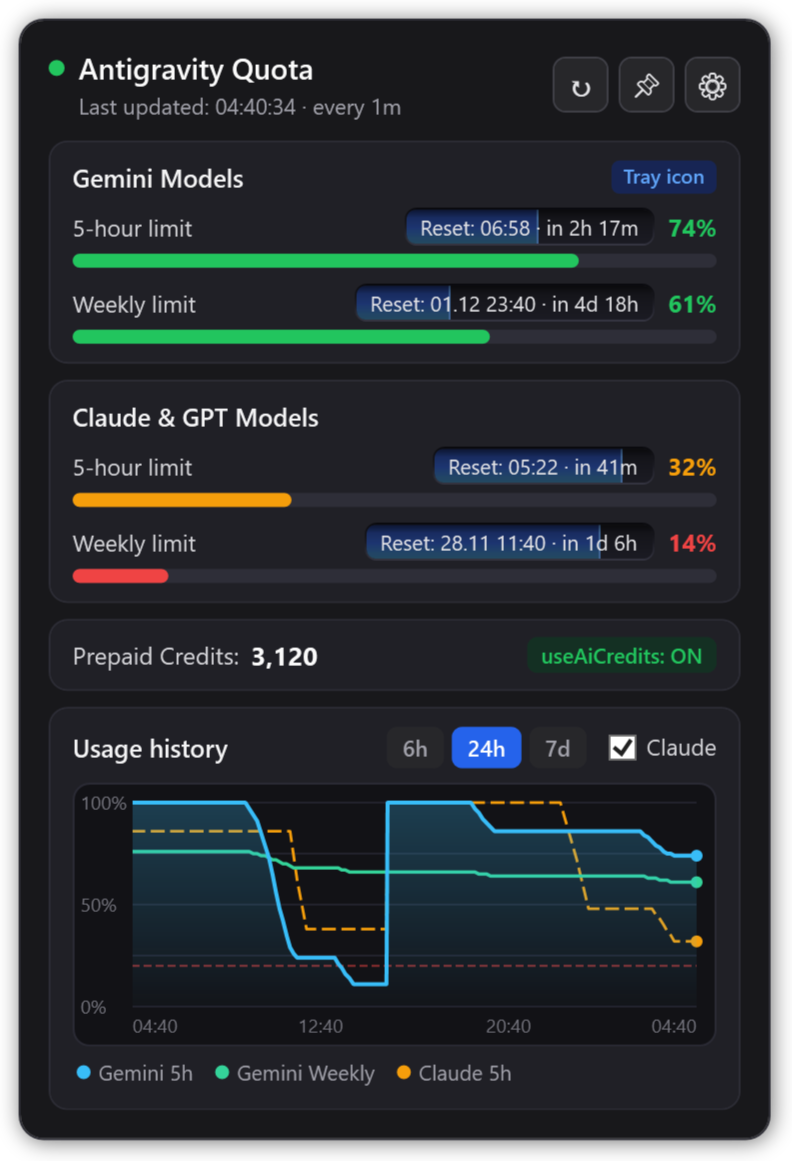 Antigravity Quota
Last updated: 04:40:34 · every 1m
Gemini Models
Tray icon
5-hour limit
Reset: 06:58 · in 2h 17m
74%
Weekly limit
Reset: 01.12 23:40 · in 4d 18h
61%
Claude & GPT Models
5-hour limit
Reset: 05:22 · in 41m
32%
Weekly limit
Reset: 28.11 11:40 · in 1d 6h
14%
Prepaid Credits: 3,120
useAiCredits: ON
Usage history
6h
24h
7d
Claude
100%
50%
0%
04:40
12:40
20:40
04:40
Gemini 5h
Gemini Weekly
Claude 5h